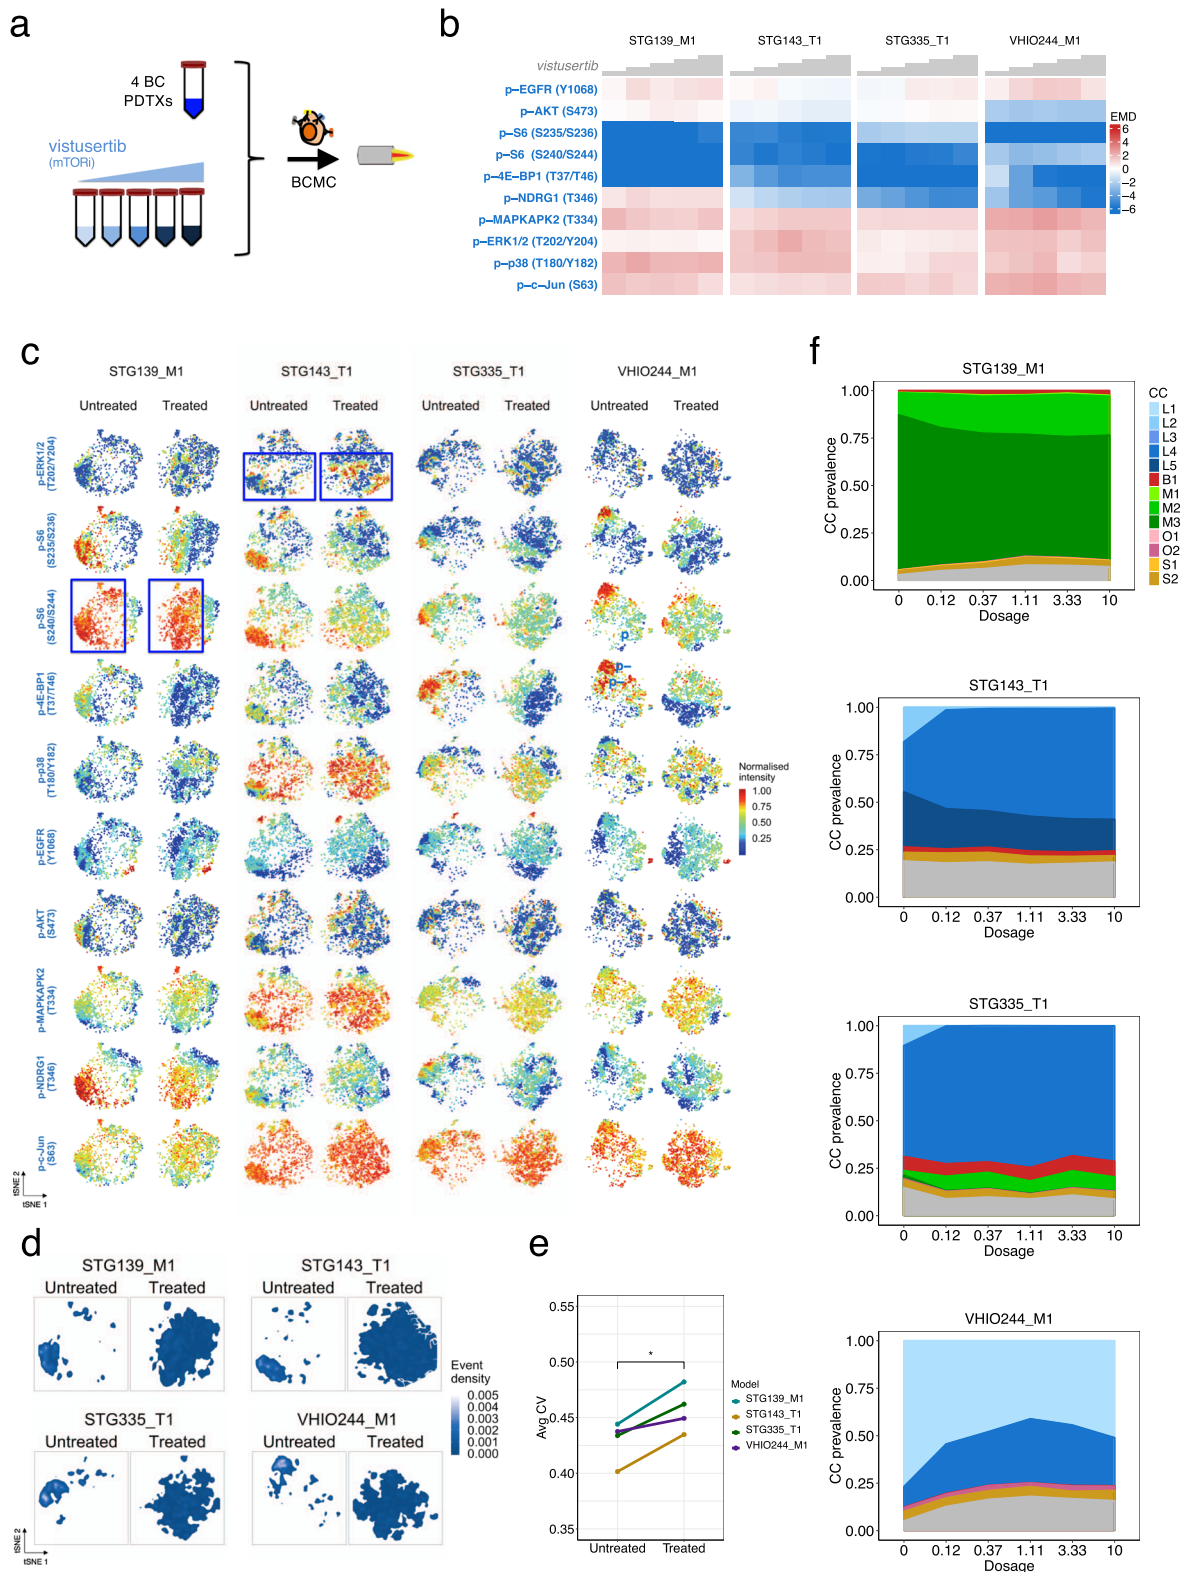 a
4 BC
PDTXs
vistusertib
(mTORi)
BCMC
b
STG139_M1
STG143_T1
STG335_T1
VHIO244_M1
vistusertib
p–EGFR (Y1068)
p–AKT (S473)
p–S6 (S235/S236)
p–S6 (S240/S244)
p–4E–BP1 (T37/T46)
p–NDRG1 (T346)
p–MAPKAPK2 (T334)
p–ERK1/2 (T202/Y204)
p–p38 (T180/Y182)
p–c–Jun (S63)
EMD
6
4
2
0
−2
−4
−6
c
STG139_M1
STG143_T1
STG335_T1
VHIO244_M1
Untreated Treated Untreated Treated Untreated Treated Untreated Treated
p-ERK1/2
(T202/Y204)
p-S6
(S235/S236)
p-S6
(S240/S244)
p
p-4E-BP1
(T37/T46)
p–
p–
p-p38
(T180/Y182)
p-EGFR
(Y1068)
p-AKT
(S473)
p-MAPKAPK2
(T334)
p-NDRG1
(T346)
p-c-Jun
(S63)
Normalised
intensity
1.00
0.75
0.50
0.25
tSNE 2
tSNE 1
d
STG139_M1
STG143_T1
Untreated Treated Untreated Treated
STG335_T1
VHIO244_M1
Untreated Treated Untreated Treated
Event
density
0.005
0.004
0.003
0.002
0.001
0.000
tSNE 2
tSNE 1
e
Avg CV
0.55
0.50
0.45
0.40
0.35
*
Untreated Treated
Model
STG139_M1
STG143_T1
STG335_T1
VHIO244_M1
f
STG139_M1
CC prevalence
1.00
0.75
0.50
0.25
0.00
0 0.12 0.37 1.11 3.33 10
Dosage
CC
L1
L2
L3
L4
L5
B1
M1
M2
M3
O1
O2
S1
S2
STG143_T1
CC prevalence
1.00
0.75
0.50
0.25
0.00
0 0.12 0.37 1.11 3.33 10
Dosage
STG335_T1
CC prevalence
1.00
0.75
0.50
0.25
0.00
0 0.12 0.37 1.11 3.33 10
Dosage
VHIO244_M1
CC prevalence
1.00
0.75
0.50
0.25
0.00
0 0.12 0.37 1.11 3.33 10
Dosage